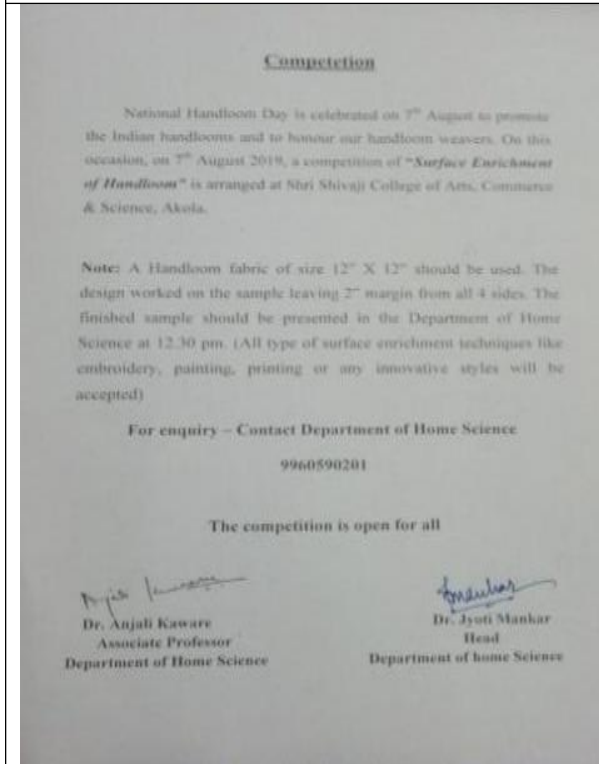 Competetion
National Handloom Day is celebrated on 7th August to promote
the Indian handlooms and to honour our handloom weavers. On this
occasion, on 7th August 2019, a competition of "Surface Enrichment
of Handloom" is arranged at Shri Shivaji College of Arts, Commerce
& Science, Akola.
Note: A Handloom fabric of size 12" X 12" should be used. The
design worked on the sample leaving 2" margin from all 4 sides. The
finished sample should be presented in the Department of Home
Science at 12.30 pm. (All type of surface enrichment techniques like
embroidery, painting, printing or any innovative styles will be
accepted)
For enquiry – Contact Department of Home Science
9960590201
The competition is open for all
Dr. Anjali Kaware
Associate Professor
Department of Home Science
Dr. Jyoti Mankar
Head
Department of home Science